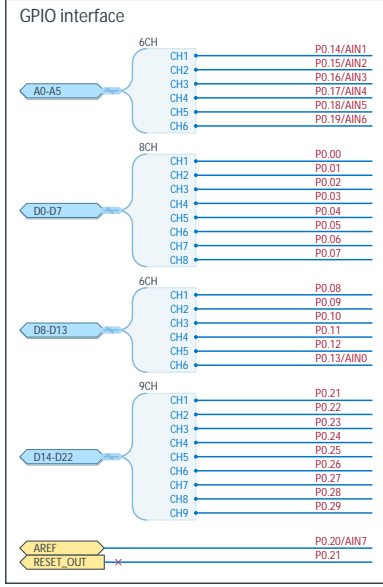 GPIO interface
6CH
A0-A5
CH1 P0.14/AIN1
CH2 P0.15/AIN2
CH3 P0.16/AIN3
CH4 P0.17/AIN4
CH5 P0.18/AIN5
CH6 P0.19/AIN6
8CH
D0-D7
CH1 P0.00
CH2 P0.01
CH3 P0.02
CH4 P0.03
CH5 P0.04
CH6 P0.05
CH7 P0.06
CH8 P0.07
6CH
D8-D13
CH1 P0.08
CH2 P0.09
CH3 P0.10
CH4 P0.11
CH5 P0.12
CH6 P0.13/AIN0
9CH
D14-D22
CH1 P0.21
CH2 P0.22
CH3 P0.23
CH4 P0.24
CH5 P0.25
CH6 P0.26
CH7 P0.27
CH8 P0.28
CH9 P0.29
AREF P0.20/AIN7
RESET_OUT P0.21